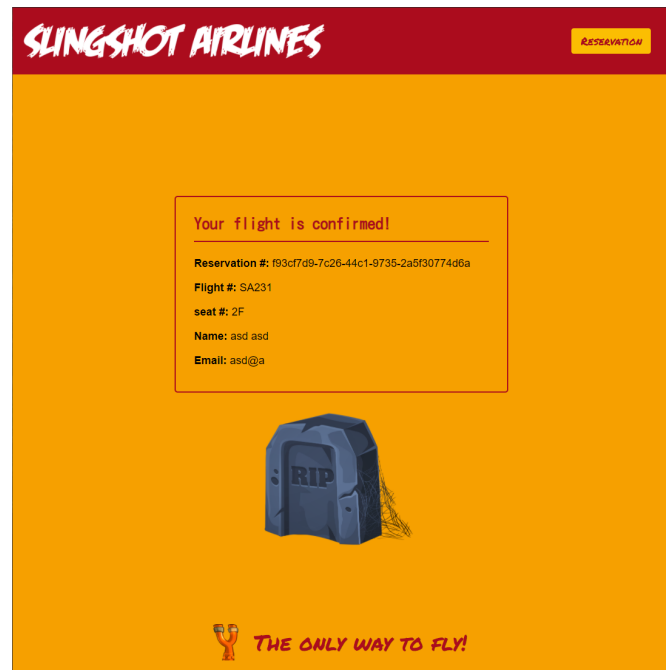 SLINGSHOT AIRLINES
RESERVATION
Your flight is confirmed!
Reservation #: f93cf7d9-7c26-44c1-9735-2a5f30774d6a
Flight #: SA231
seat #: 2F
Name: asd asd
Email: asd@a
RIP
THE ONLY WAY TO FLY!